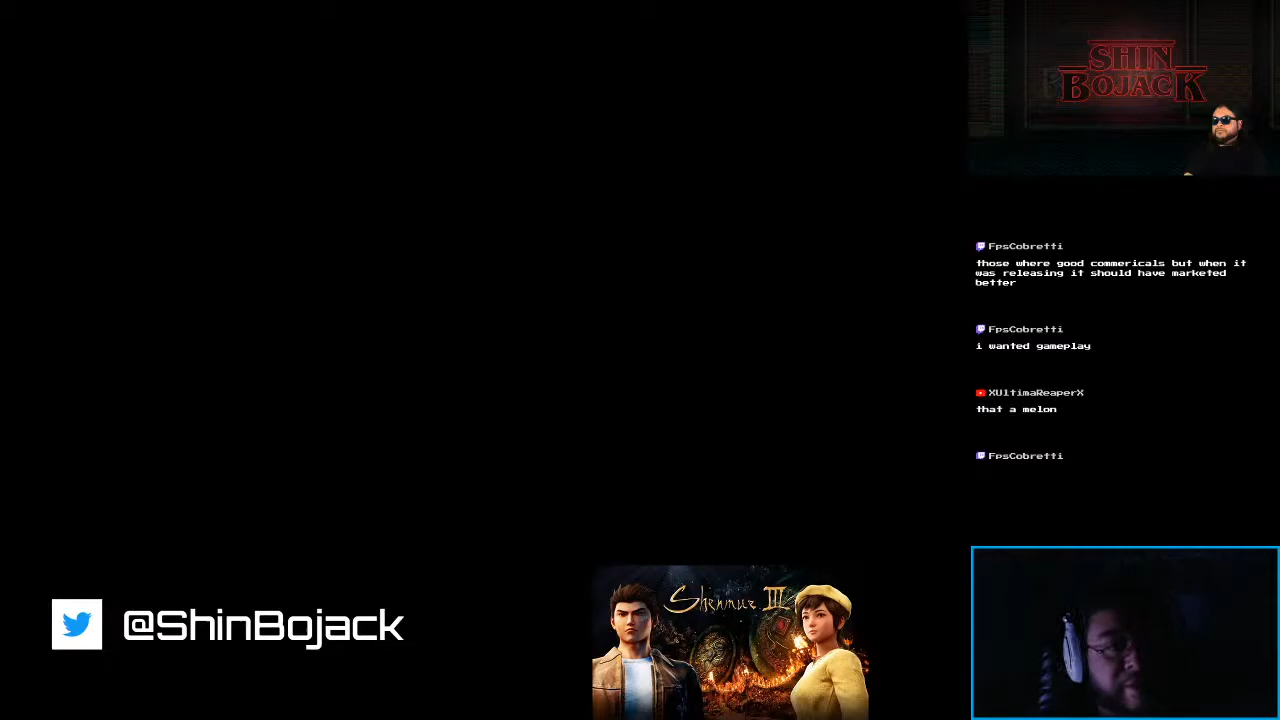 SHIN
BOJACK
FpsCobretti
those where good commericals but when it
was releasing it should have marketed
better
FpsCobretti
i wanted gameplay
XUltimaReaperX
that a melon
FpsCobretti
@ShinBojack
Shenmue III